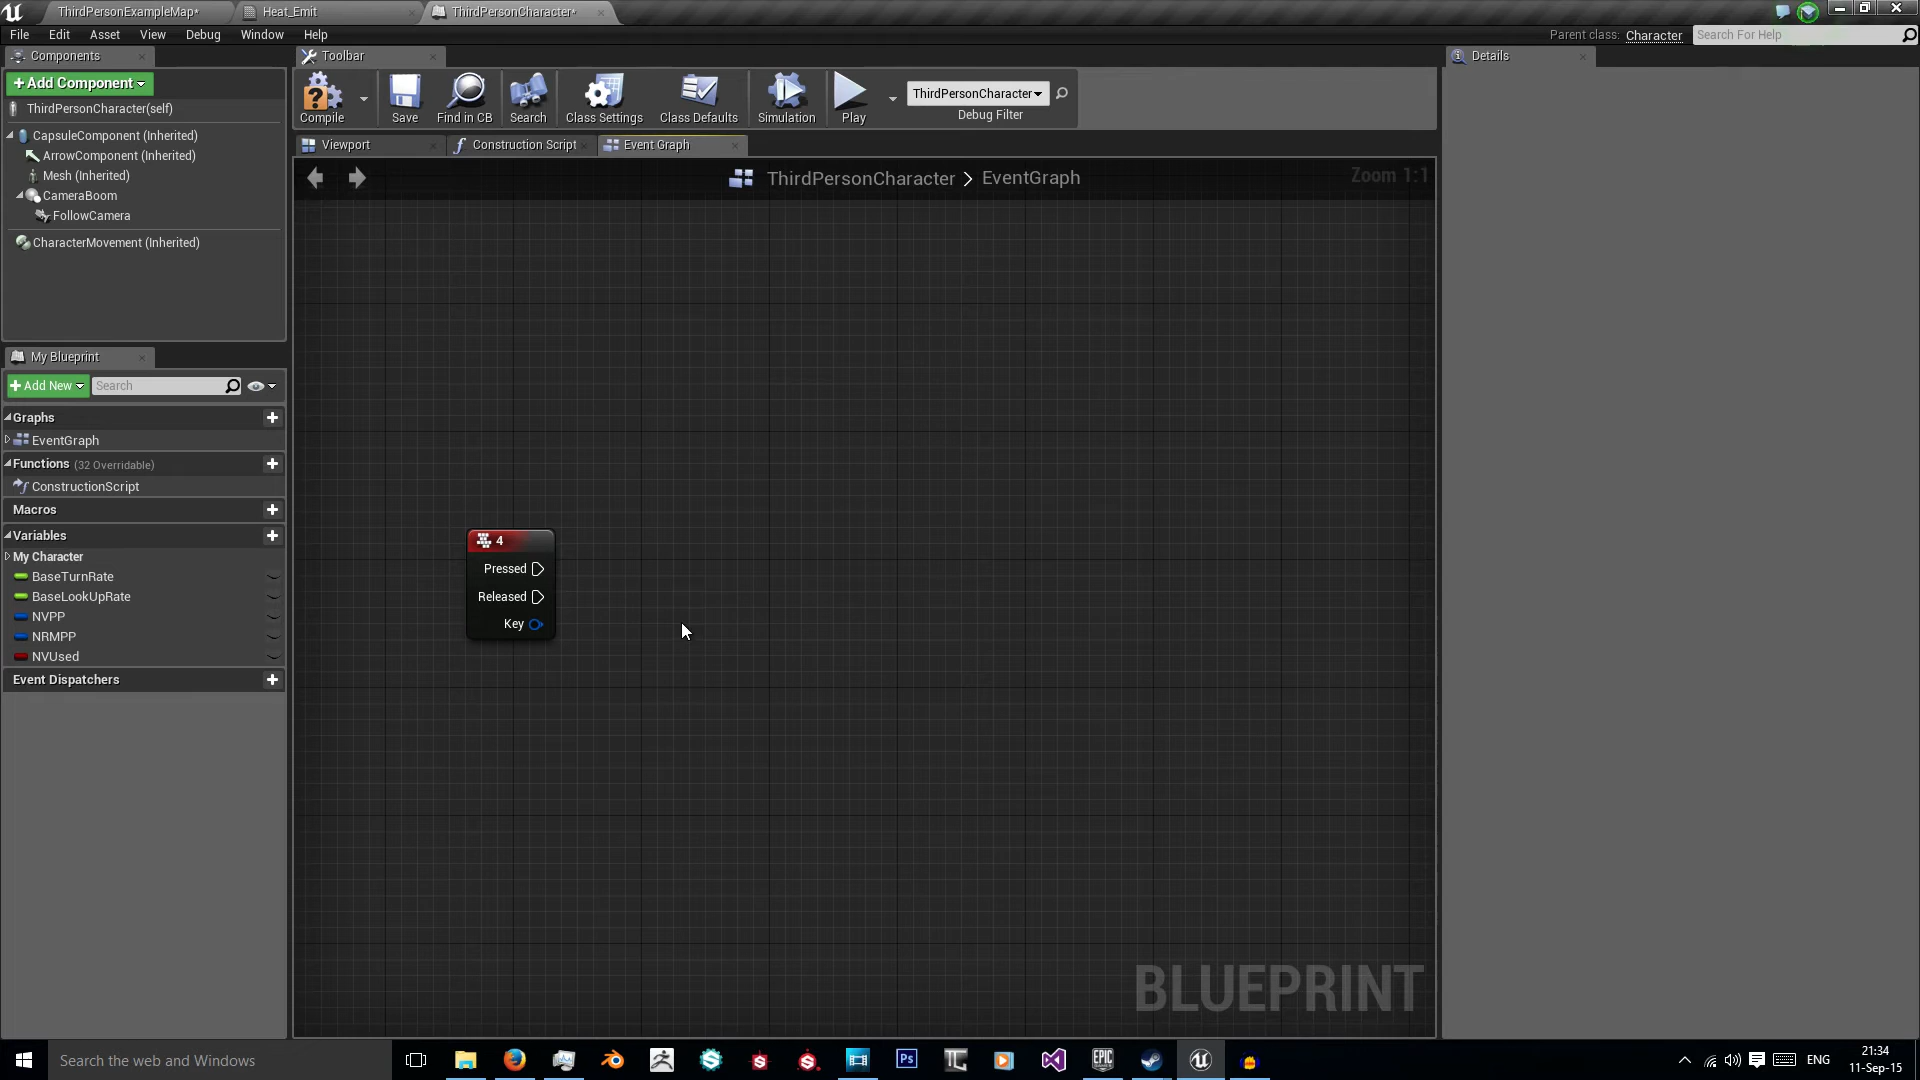 ThirdPersonExampleMap*
Heat_Emit
ThirdPersonCharacter*
File Edit Asset View Debug Window Help
Parent class: Character
Search For Help
Components
Toolbar
Details
+Add Component
ThirdPersonCharacter(self)
CapsuleComponent (Inherited)
ArrowComponent (Inherited)
Mesh (Inherited)
CameraBoom
FollowCamera
CharacterMovement (Inherited)
Compile
Save
Find in CB
Search
Class Settings
Class Defaults
Simulation
Play
ThirdPersonCharacter
Debug Filter
Viewport
Construction Script
Event Graph
ThirdPersonCharacter > EventGraph
Zoom 1:1
My Blueprint
+Add New
Search
Graphs
EventGraph
Functions (32 Overridable)
ConstructionScript
Macros
Variables
My Character
BaseTurnRate
BaseLookUpRate
NVPP
NRMPP
NVUsed
Event Dispatchers
4
Pressed
Released
Key
BLUEPRINT
Search the web and Windows
Ps
EPIC
ENG
21:34
11-Sep-15